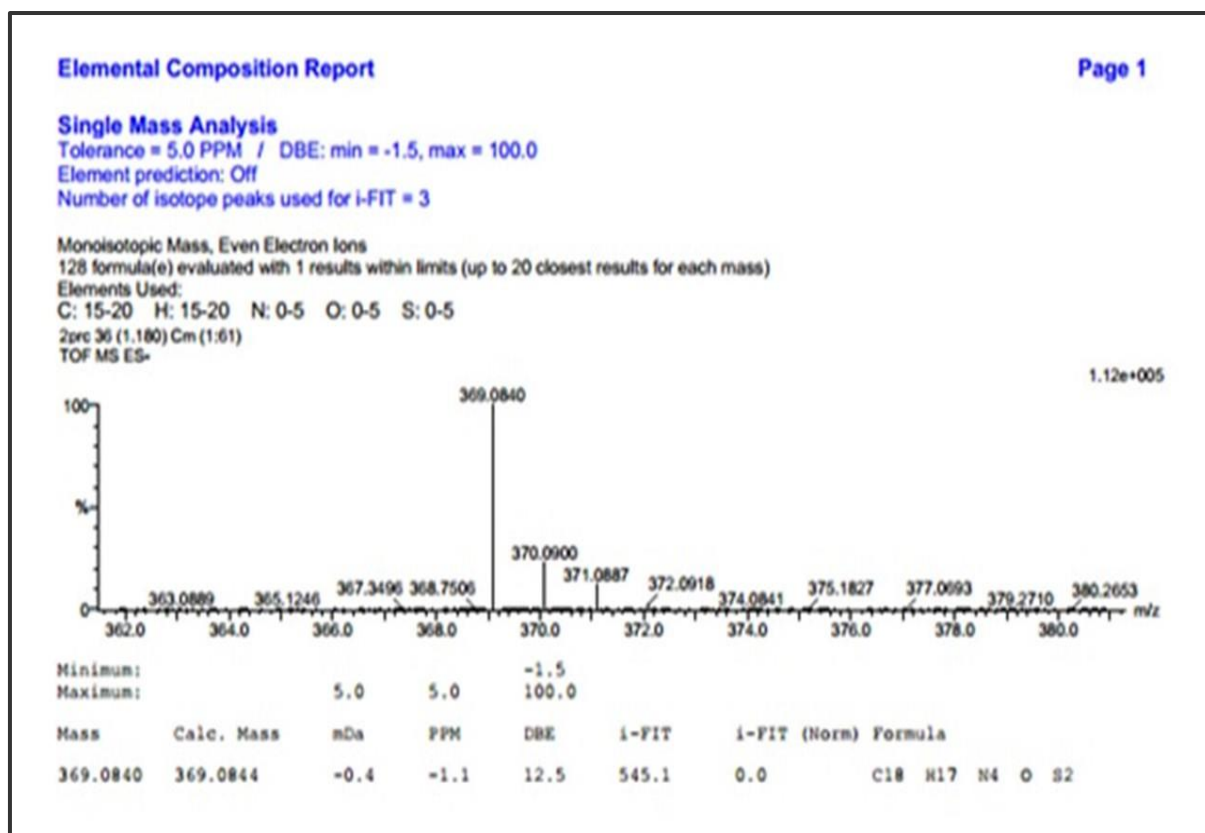 Elemental Composition Report Page 1
Single Mass Analysis
Tolerance = 5.0 PPM / DBE: min = -1.5, max = 100.0
Element prediction: Off
Number of isotope peaks used for i-FIT = 3
Monoisotopic Mass, Even Electron Ions
128 formula(e) evaluated with 1 results within limits (up to 20 closest results for each mass)
Elements Used:
C: 15-20 H: 15-20 N: 0-5 O: 0-5 S: 0-5
2prc 36 (1.180) Cm (1:61)
TOF MS ES-
1.12e+005
100
369.0840
%
370.0900
371.0887
363.0889 365.1246 367.3496 368.7506 372.0918 374.0841 375.1827 377.0693 379.2710 380.2653
0
m/z
362.0 364.0 366.0 368.0 370.0 372.0 374.0 376.0 378.0 380.0
Minimum: -1.5
Maximum: 5.0 5.0 100.0
Mass Calc. Mass mDa PPM DBE i-FIT i-FIT (Norm) Formula
369.0840 369.0844 -0.4 -1.1 12.5 545.1 0.0 C18 H17 N4 O S2